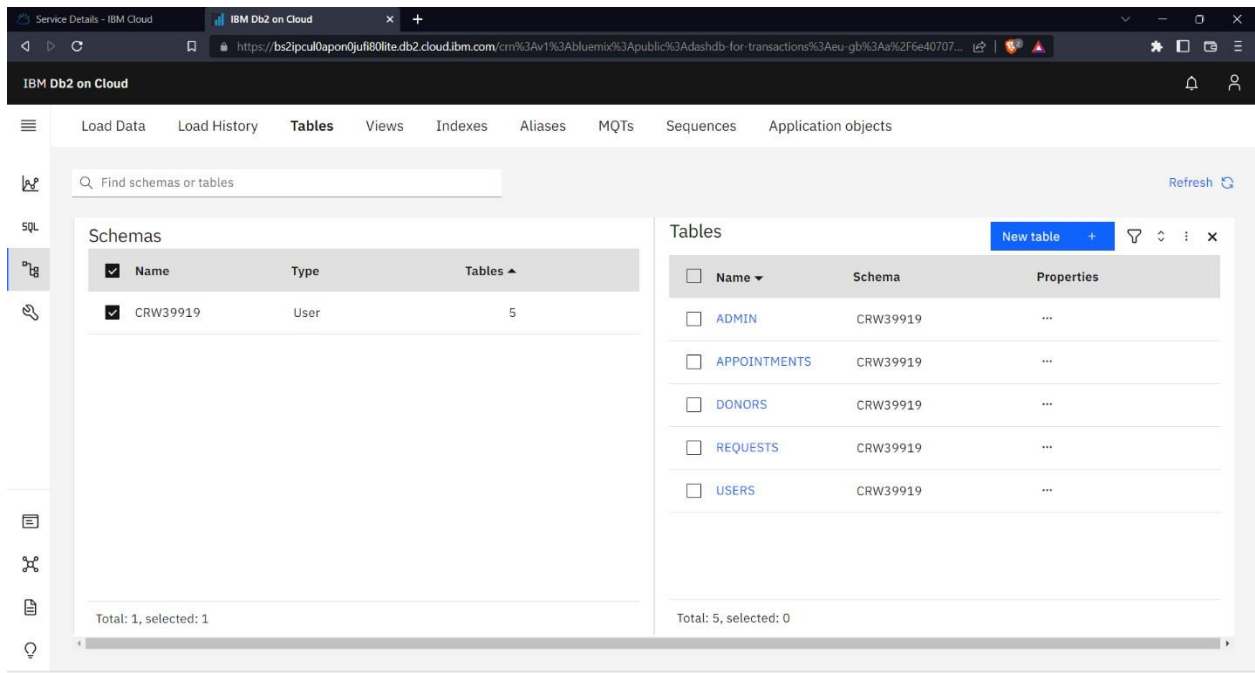 Service Details - IBM Cloud
IBM Db2 on Cloud
https://bs2ipcul0apon0jufi80lite.db2.cloud.ibm.com/crn%3Av1%3Abluemix%3Apublic%3Adashdb-for-transactions%3Aeu-gb%3Aa%2F6e40707...
IBM Db2 on Cloud
Load Data Load History Tables Views Indexes Aliases MQTs Sequences Application objects
Find schemas or tables
Refresh
SQL
Schemas
Name Type Tables
CRW39919 User 5
Total: 1, selected: 1
Tables
New table +
Name Schema Properties
ADMIN CRW39919 ...
APPOINTMENTS CRW39919 ...
DONORS CRW39919 ...
REQUESTS CRW39919 ...
USERS CRW39919 ...
Total: 5, selected: 0